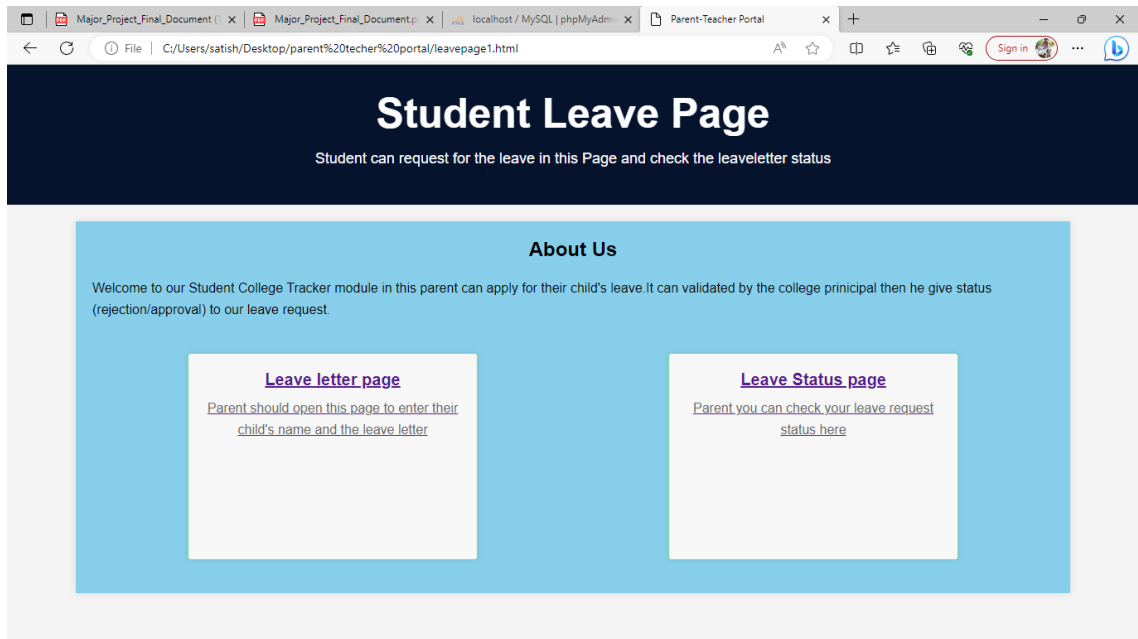 Major_Project_Final_Document (
Major_Project_Final_Document.p
localhost / MySQL | phpMyAdm
Parent-Teacher Portal
File
C:/Users/satish/Desktop/parent%20techer%20portal/leavepage1.html
Sign in
Student Leave Page
Student can request for the leave in this Page and check the leaveletter status
About Us
Welcome to our Student College Tracker module in this parent can apply for their child's leave.It can validated by the college prinicipal then he give status
(rejection/approval) to our leave request.
Leave letter page
Parent should open this page to enter their
child's name and the leave letter
Leave Status page
Parent you can check your leave request
status here